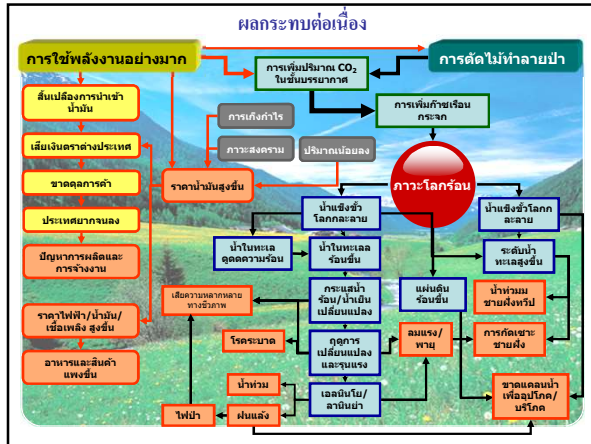 ผลกระทบต่อเนื่อง
การใช้พลังงานอย่างมาก
การเพิ่มปริมาณ CO₂
ในชั้นบรรยากาศ
การตัดไม้ทำลายป่า
สิ้นเปลืองการนำเข้า
น้ำมัน
เสียเงินตราต่างประเทศ
ขาดดุลการค้า
ประเทศยากจนลง
ปัญหาการผลิตและ
การจ้างงาน
ราคาไฟฟ้า/น้ำมัน/
เชื้อเพลิง สูงขึ้น
อาหารและสินค้า
แพงขึ้น
การเก็งกำไร
ภาวะสงคราม
ปริมาณน้อยลง
ราคาน้ำมันสูงขึ้น
การเพิ่มก๊าซเรือน
กระจก
ภาวะโลกร้อน
น้ำแข็งขั้ว
โลกละลาย
น้ำแข็งขั้วโลกก
ละลาย
น้ำในทะเล
ดูดดความร้อน
น้ำในทะเลล
ร้อนขึ้น
ระดับน้ำ
ทะเลสูงขึ้น
กระแสน้ำ
ร้อน/น้ำเย็น
เปลี่ยนแปลง
แผ่นดิน
ร้อนขึ้น
น้ำท่วมม
ชายฝั่งทวีป
เสียความหลากหลาย
ทางชีวภาพ
โรคระบาด
ฤดูการ
เปลี่ยนแปลง
และรุนแรง
ลมแรง/
พายุ
การกัดเซาะ
ชายฝั่ง
น้ำท่วม
เอลนินโย/
ลานินย่า
ไฟป่า
ฝนแล้ง
ขาดแคลนน้ำ
เพื่ออุปโภค/
บริโภค